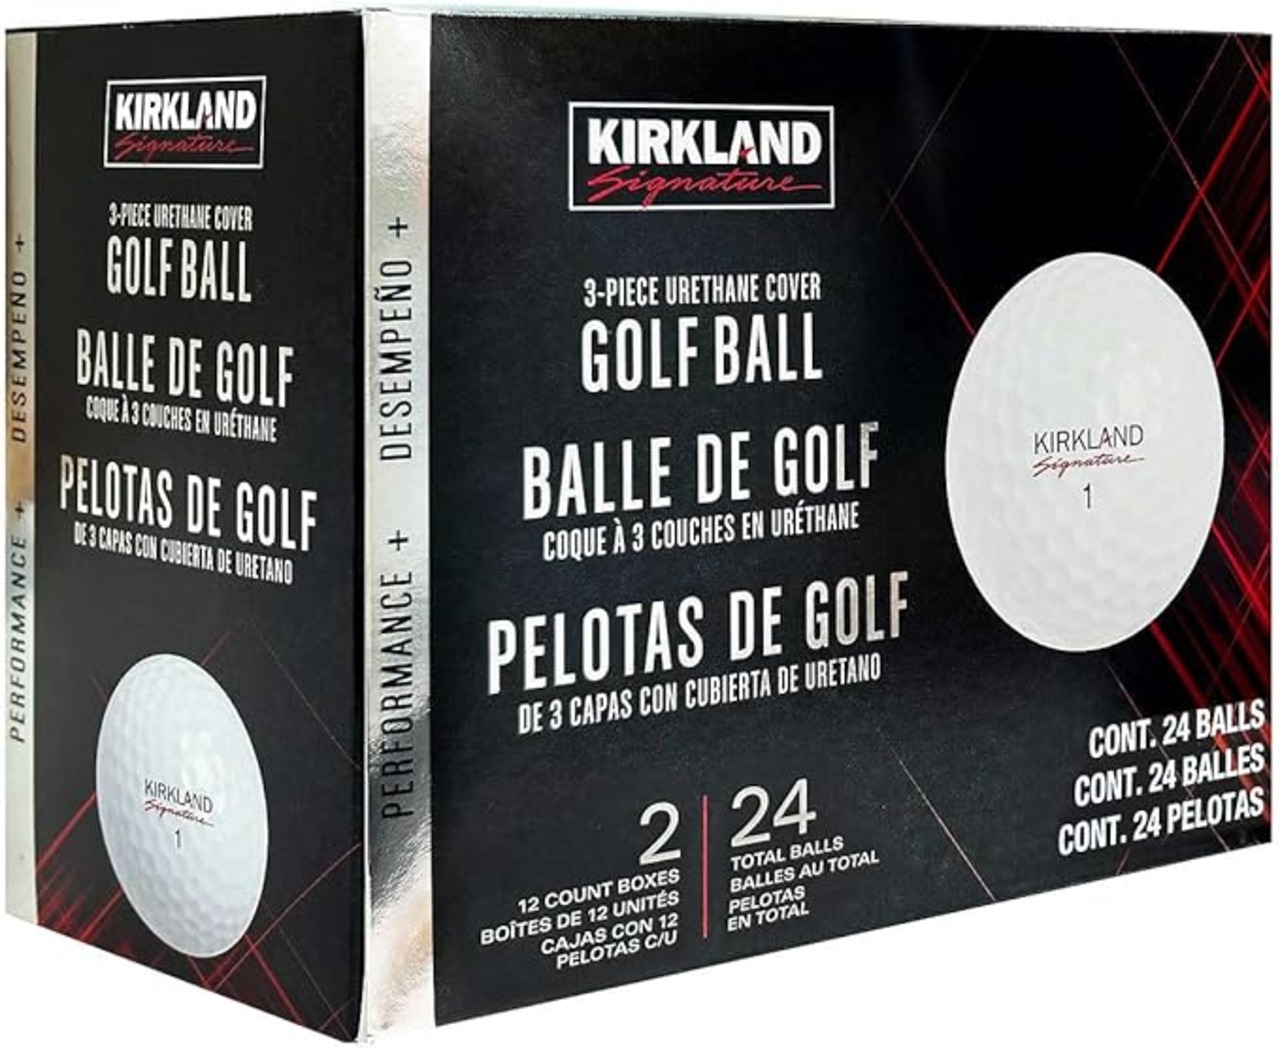 KIRKLAND
Signature
3-PIECE URETHANE COVER
GOLF BALL
BALLE DE GOLF
COQUE À 3 COUCHES EN URÉTHANE
PELOTAS DE GOLF
DE 3 CAPAS CON CUBIERTA DE URETANO
KIRKLAND
Signature
1
PERFORMANCE + DESEMPEÑO +
PERFORMANCE + DESEMPEÑO +
KIRKLAND
Signature
3-PIECE URETHANE COVER
GOLF BALL
BALLE DE GOLF
COQUE À 3 COUCHES EN URÉTHANE
PELOTAS DE GOLF
DE 3 CAPAS CON CUBIERTA DE URETANO
2
12 COUNT BOXES
BOÎTES DE 12 UNITÉS
CAJAS CON 12
PELOTAS C/U
24
TOTAL BALLS
BALLES AU TOTAL
PELOTAS
EN TOTAL
KIRKLAND
Signature
1
CONT. 24 BALLS
CONT. 24 BALLES
CONT. 24 PELOTAS